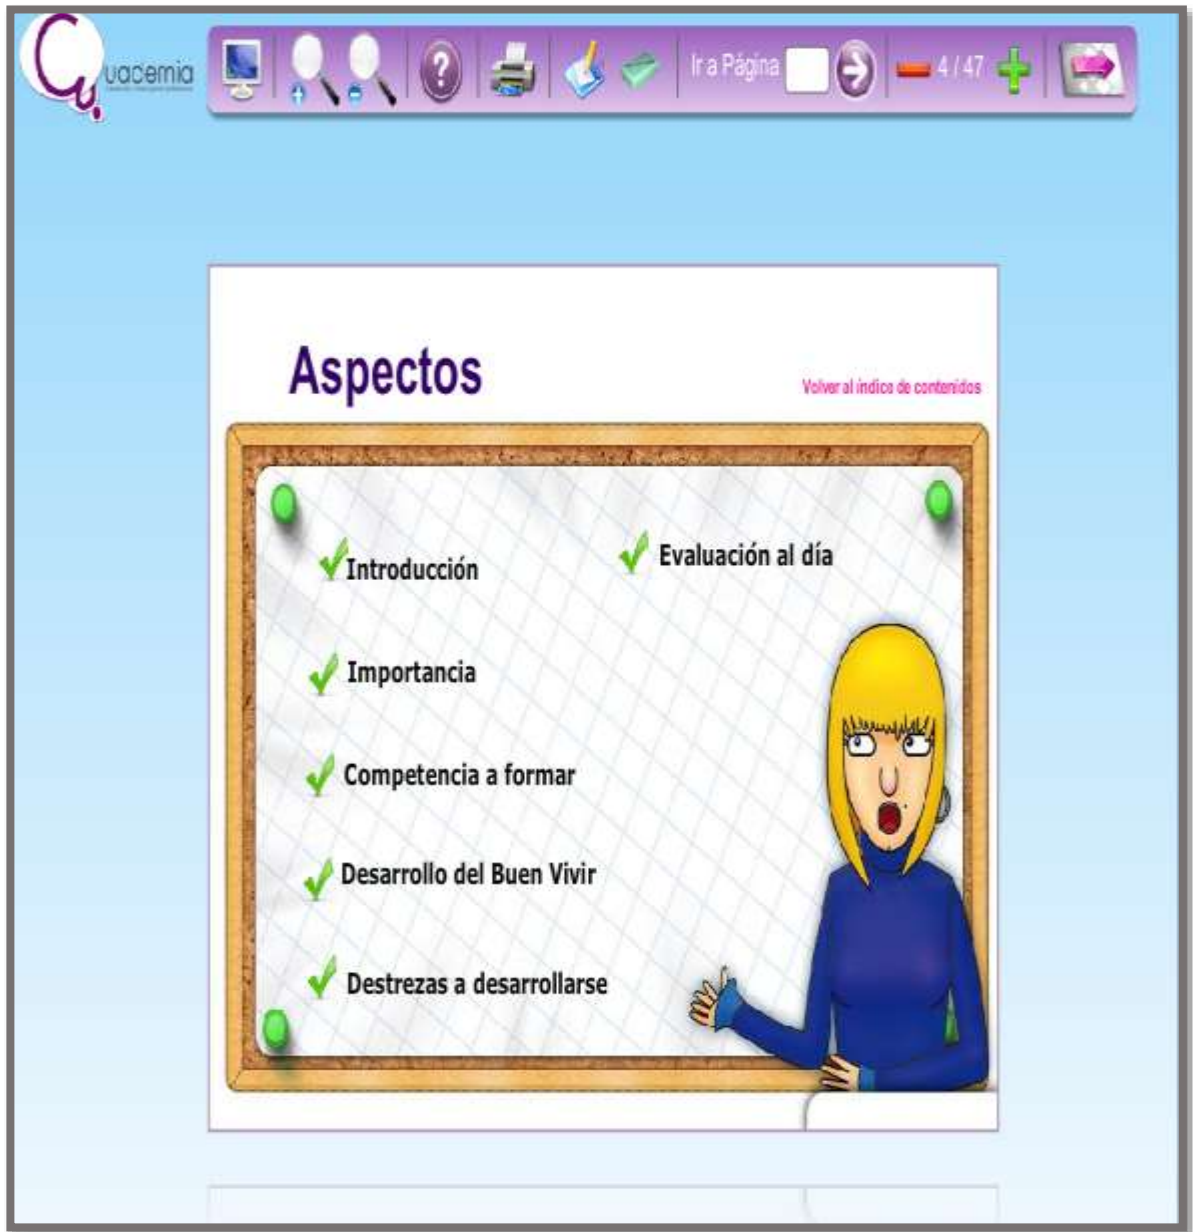 Quadernia
Ir a Página
4 / 47
Aspectos
Volver al índice de contenidos
Introducción
Importancia
Competencia a formar
Desarrollo del Buen Vivir
Destrezas a desarrollarse
Evaluación al día